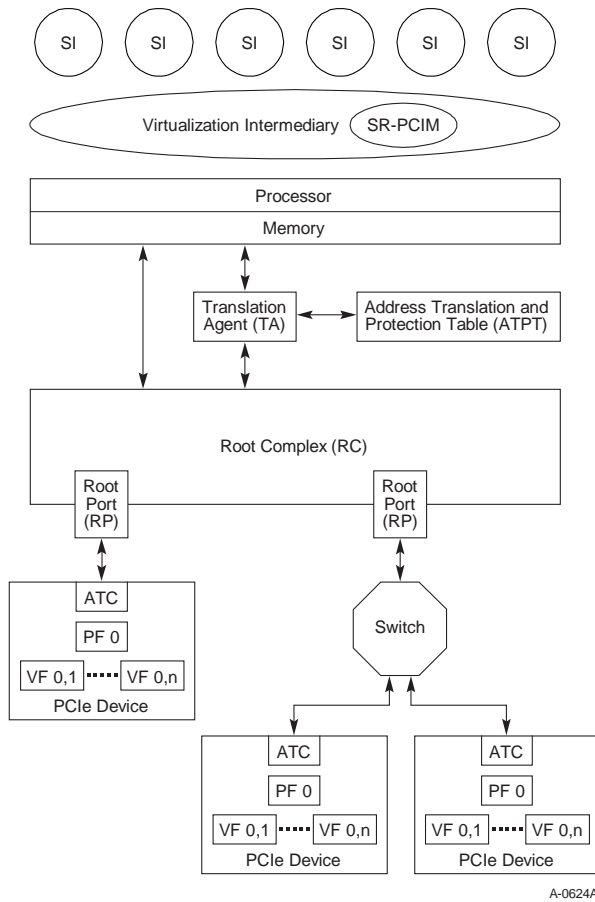 SI SI SI SI SI SI
Virtualization Intermediary SR-PCIM
Processor
Memory
Translation
Agent (TA)
Address Translation and
Protection Table (ATPT)
Root Complex (RC)
Root
Port
(RP)
Root
Port
(RP)
ATC
PF 0
VF 0,1 VF 0,n
PCIe Device
Switch
ATC
PF 0
VF 0,1 VF 0,n
PCIe Device
ATC
PF 0
VF 0,1 VF 0,n
PCIe Device
A-0624A